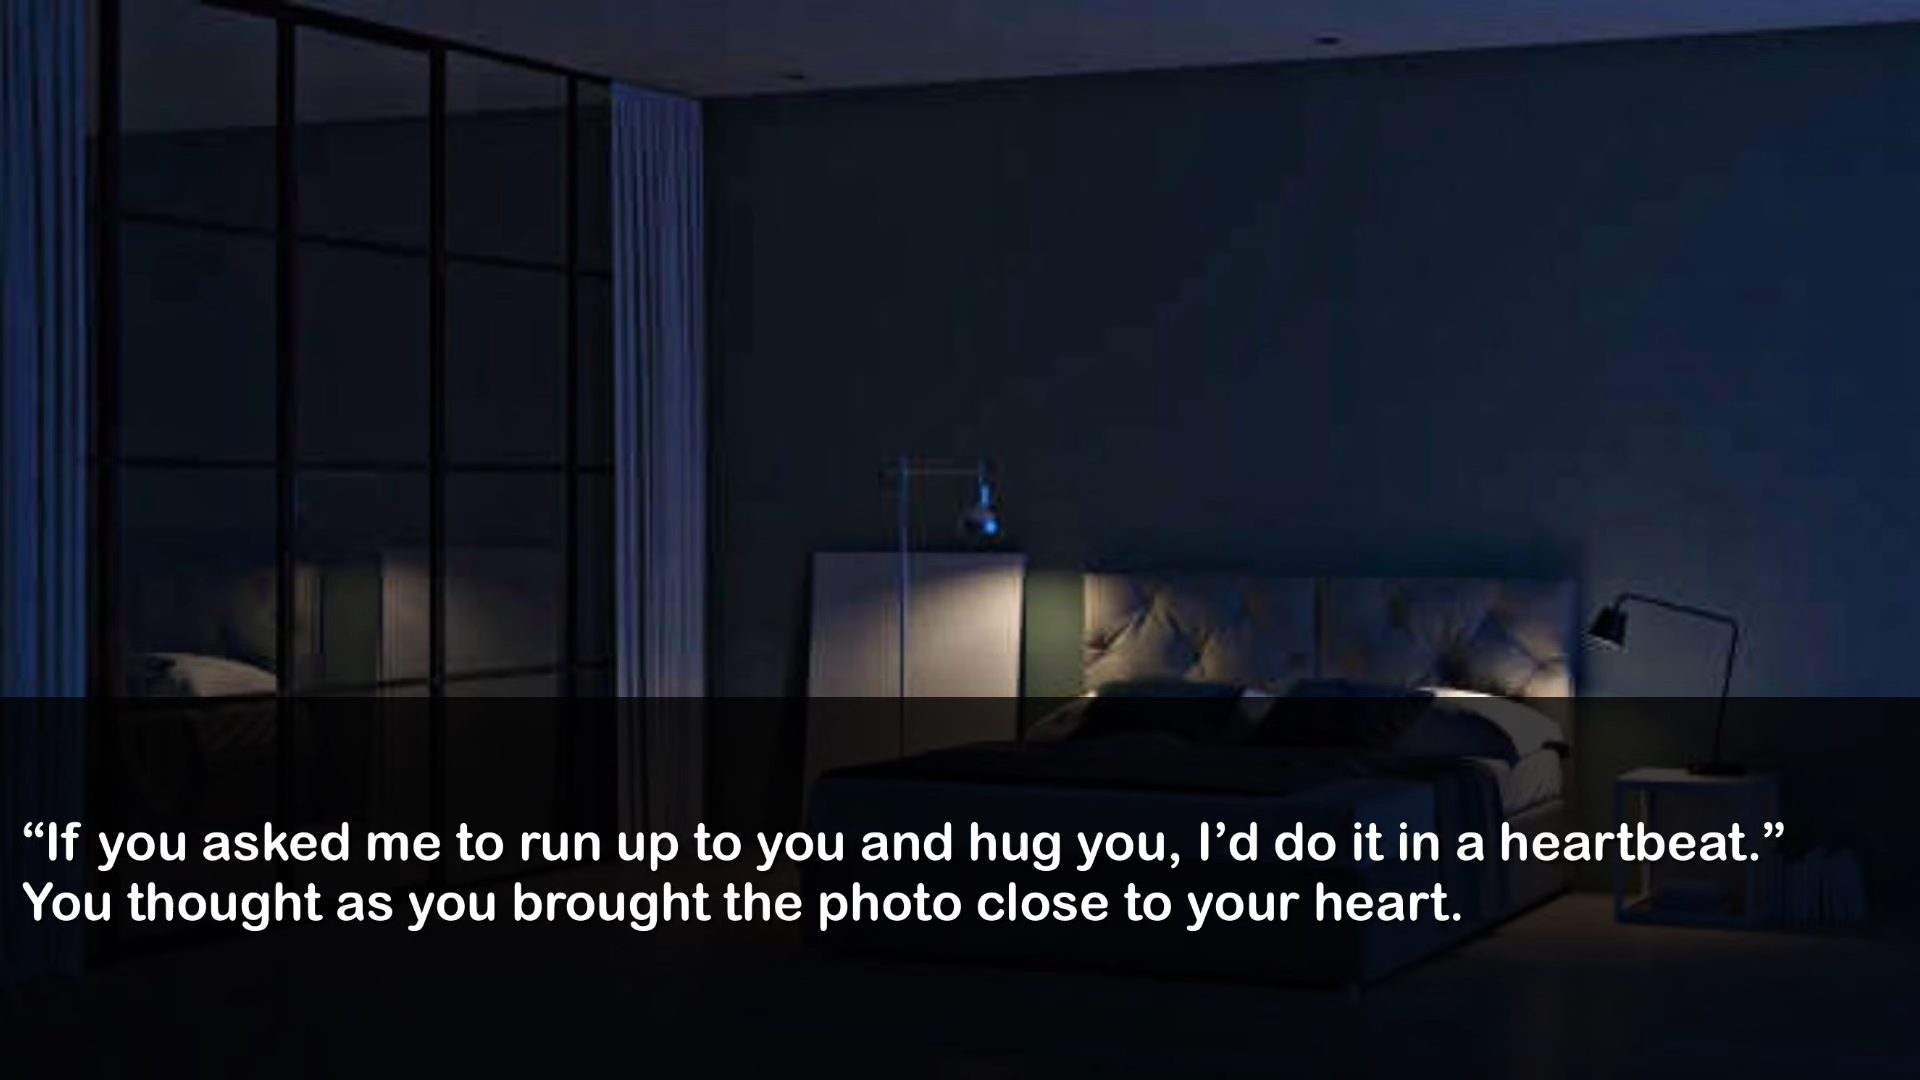 “If you asked me to run up to you and hug you, I’d do it in a heartbeat.”
You thought as you brought the photo close to your heart.